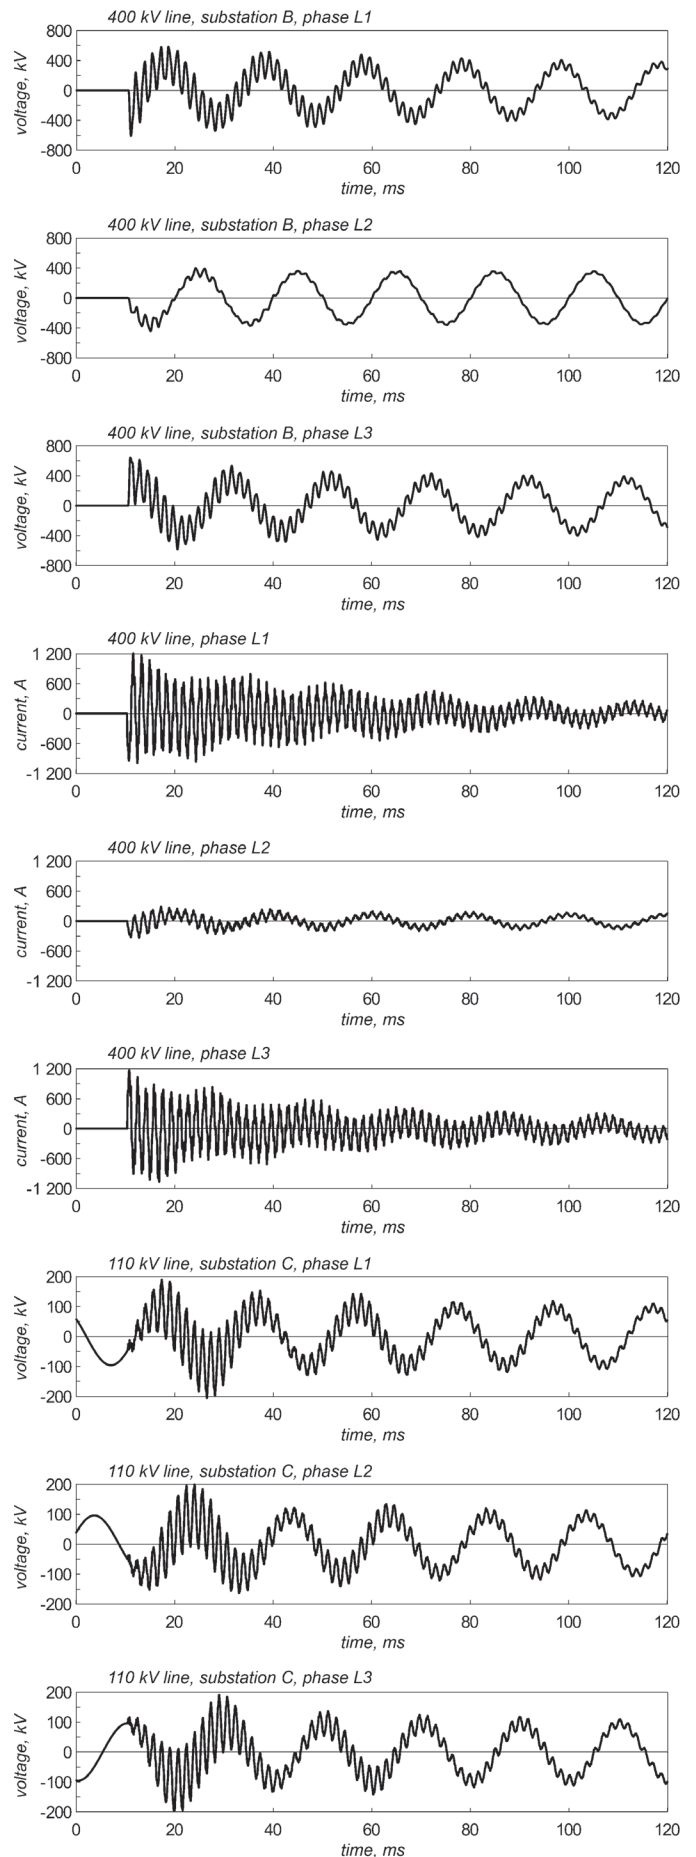 400 kV line, substation B, phase L1
800
400
0
-400
-800
voltage, kV
0 20 40 60 80 100 120
time, ms
400 kV line, substation B, phase L2
800
400
0
-400
-800
voltage, kV
0 20 40 60 80 100 120
time, ms
400 kV line, substation B, phase L3
800
400
0
-400
-800
voltage, kV
0 20 40 60 80 100 120
time, ms
400 kV line, phase L1
1 200
600
0
-600
-1 200
current, A
0 20 40 60 80 100 120
time, ms
400 kV line, phase L2
1 200
600
0
-600
-1 200
current, A
0 20 40 60 80 100 120
time, ms
400 kV line, phase L3
1 200
600
0
-600
-1 200
current, A
0 20 40 60 80 100 120
time, ms
110 kV line, substation C, phase L1
200
100
0
-100
-200
voltage, kV
0 20 40 60 80 100 120
time, ms
110 kV line, substation C, phase L2
200
100
0
-100
-200
voltage, kV
0 20 40 60 80 100 120
time, ms
110 kV line, substation C, phase L3
200
100
0
-100
-200
voltage, kV
0 20 40 60 80 100 120
time, ms